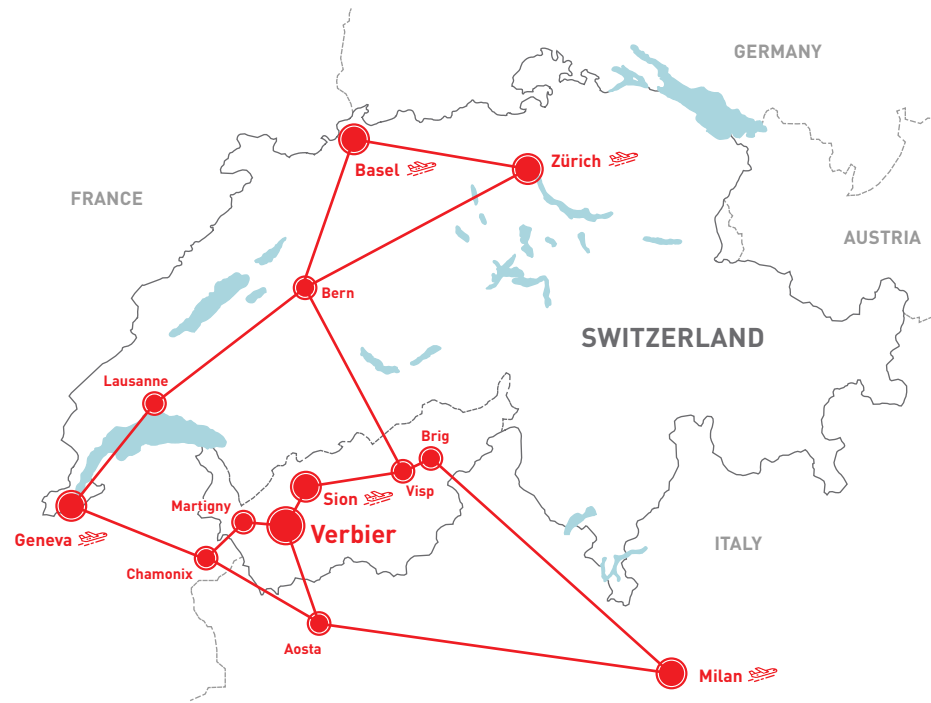 GERMANY
Basel
Zürich
FRANCE
AUSTRIA
Bern
SWITZERLAND
Lausanne
Brig
Visp
Sion
Martigny
Verbier
Geneva
ITALY
Chamonix
Aosta
Milan